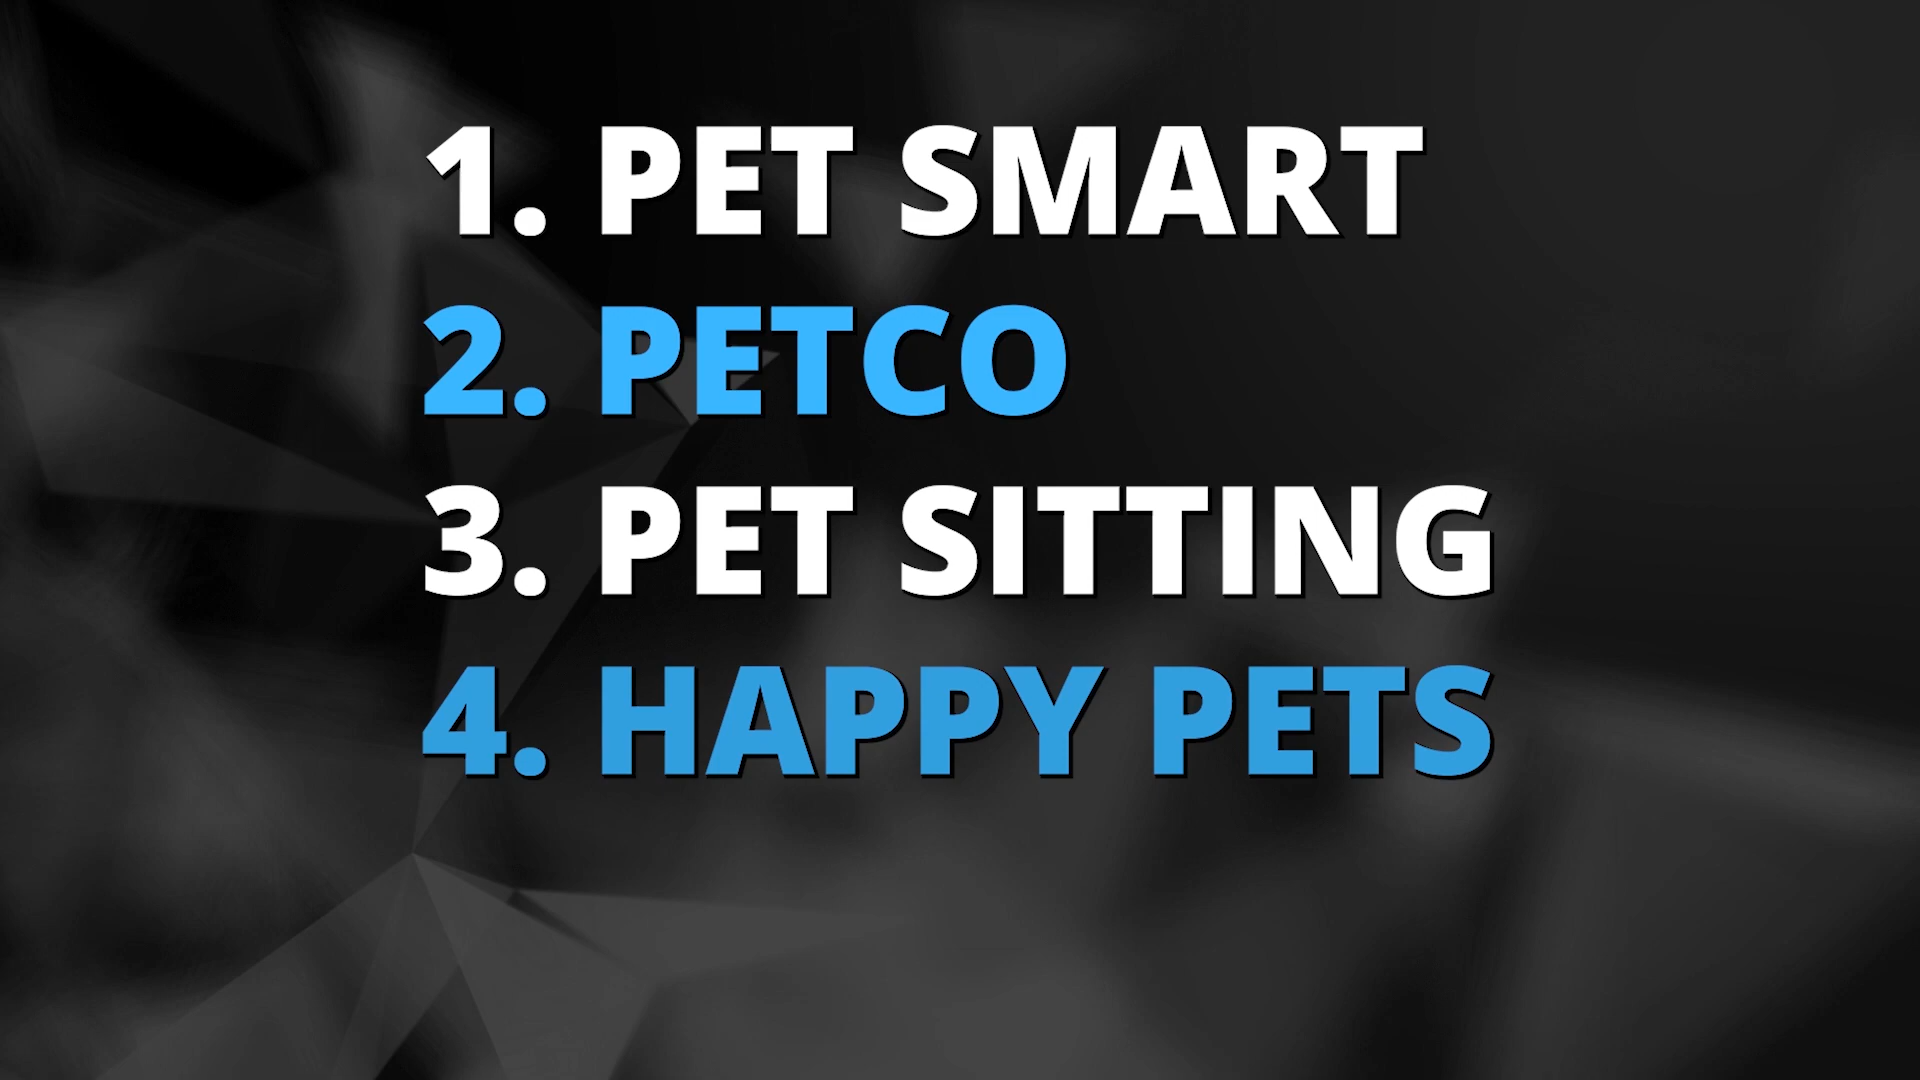 1. PET SMART
2. PETCO
3. PET SITTING
4. HAPPY PETS